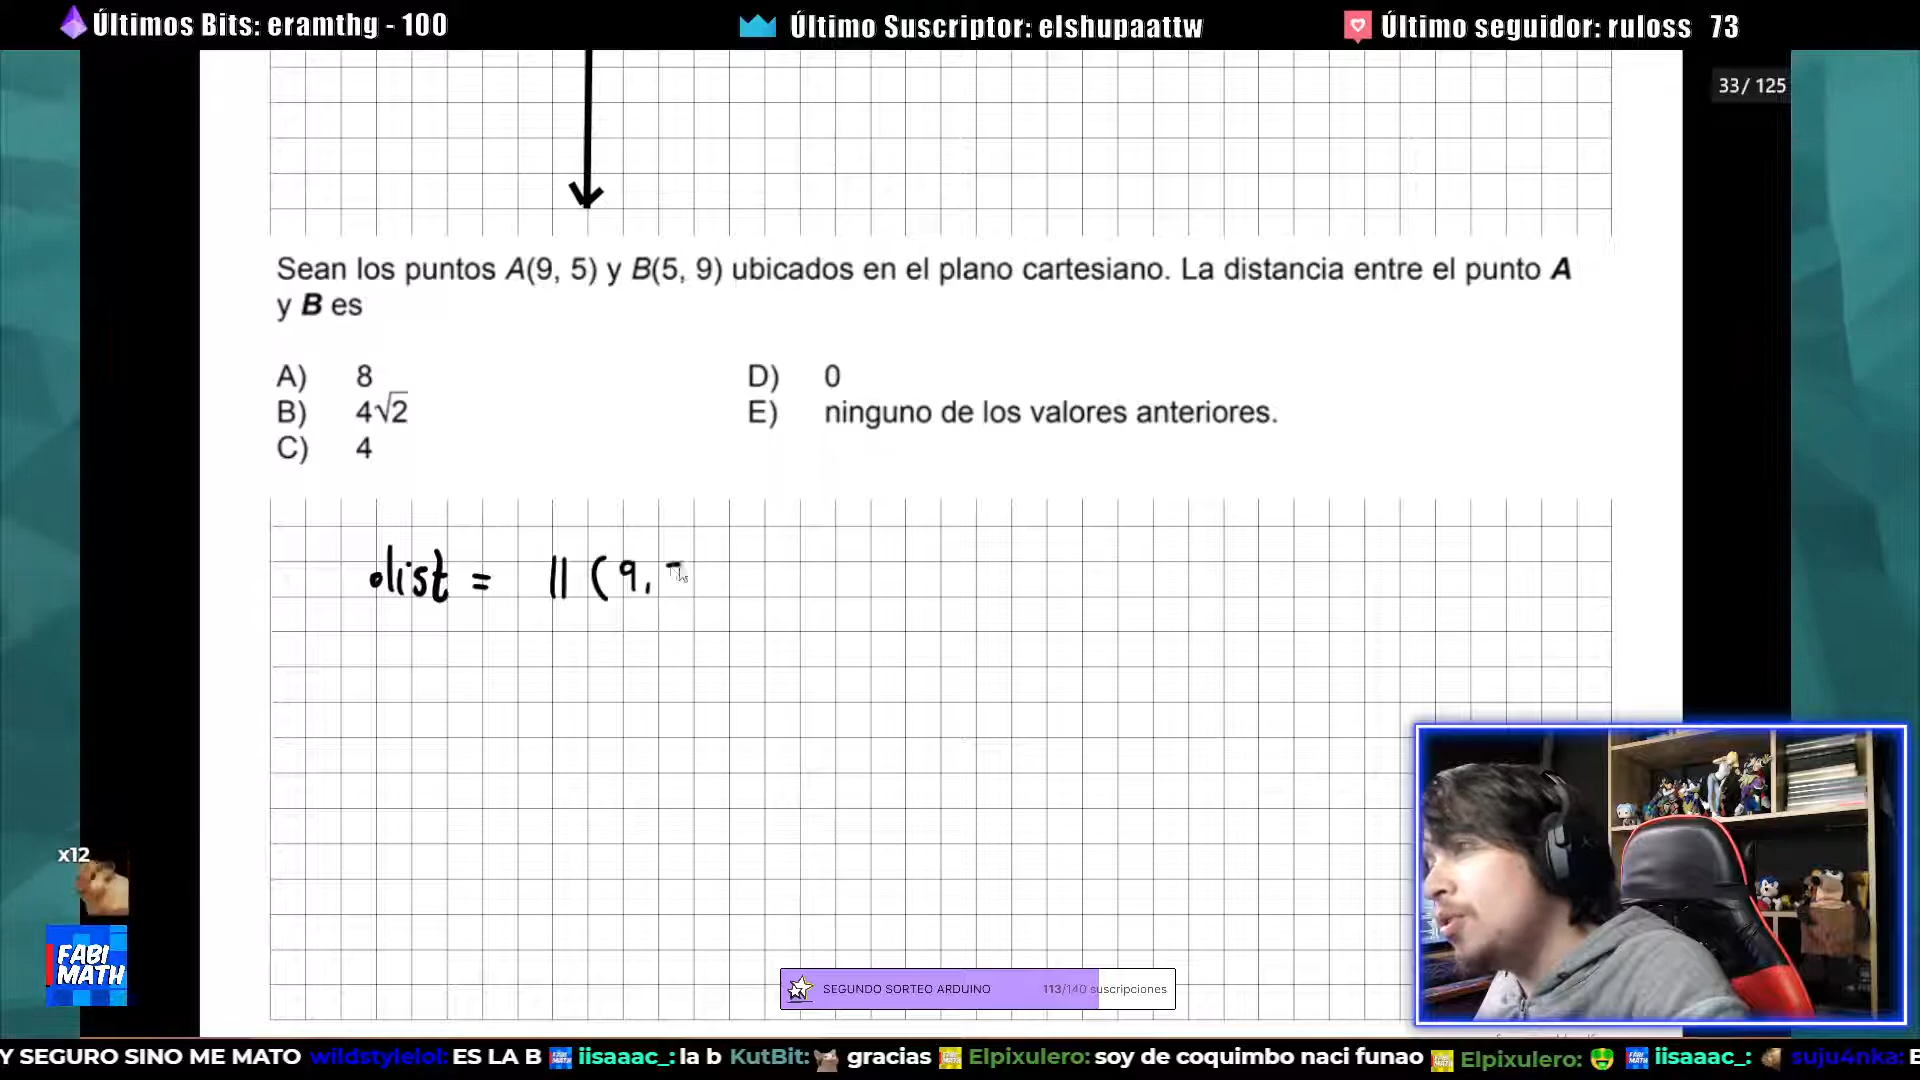 Últimos Bits: eramthg - 100
Último Suscriptor: elshupaattw
Último seguidor: ruloss 73
33/ 125
Sean los puntos A(9, 5) y B(5, 9) ubicados en el plano cartesiano. La distancia entre el punto A
y B es
A) 8
B) 4√2
C) 4
D) 0
E) ninguno de los valores anteriores.
dist = || (9,
x12
FABI
MATH
SEGUNDO SORTEO ARDUINO 113/140 suscripciones
Y SEGURO SINO ME MATO wildstylelol: ES LA B iisaaac_: la b KutBit: gracias Elpixulero: soy de coquimbo naci funao Elpixulero: iisaaac_: suju4nka: